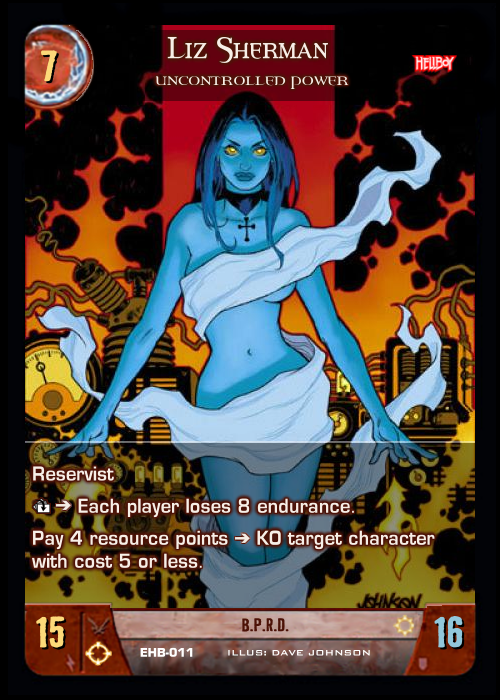 7
Liz Sherman
HELLBOY
UNCONTROLLED POWER
Reservist
→ Each player loses 8 endurance.
Pay 4 resource points → KO target character
with cost 5 or less.
JOHNSON
15
B.P.R.D.
16
EHB-011 ILLUS: DAVE JOHNSON